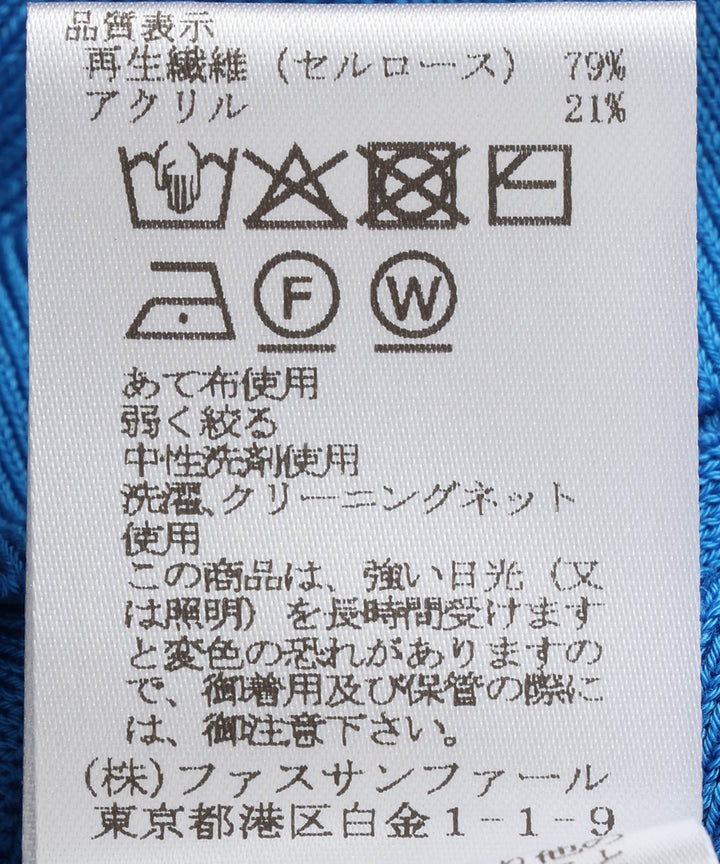 品質表示
再生繊維(セルロース) 79%
アクリル 21%
F W
あて布使用
弱く絞る
中性洗剤使用
洗濯、クリーニングネット
使用
この商品は、強い日光(又
は照明)を長時間受けます
と変色の恐れがありますの
で、御着用及び保管の際に
は、御注意下さい。
(株)ファスサンファール
東京都港区白金1-1-9